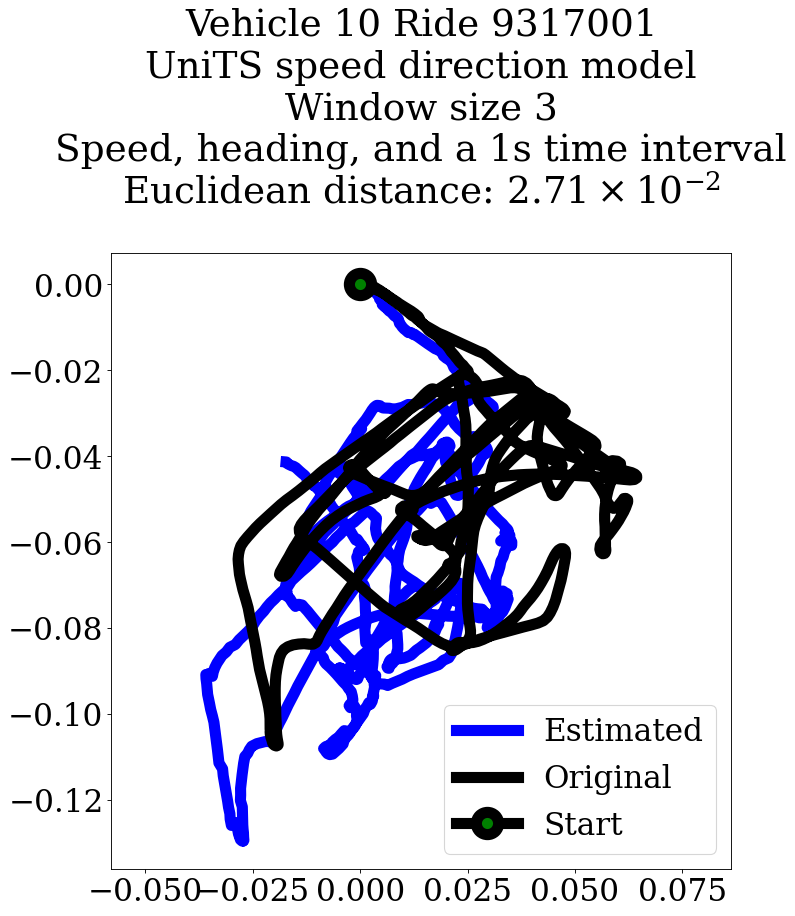 Vehicle 10 Ride 9317001
UniTS speed direction model
Window size 3
Speed, heading, and a 1s time interval
Euclidean distance: 2.71 × 10⁻²
0.00
−0.02
−0.04
−0.06
−0.08
−0.10
−0.12
Estimated
Original
Start
−0.050 −0.025 0.000 0.025 0.050 0.075